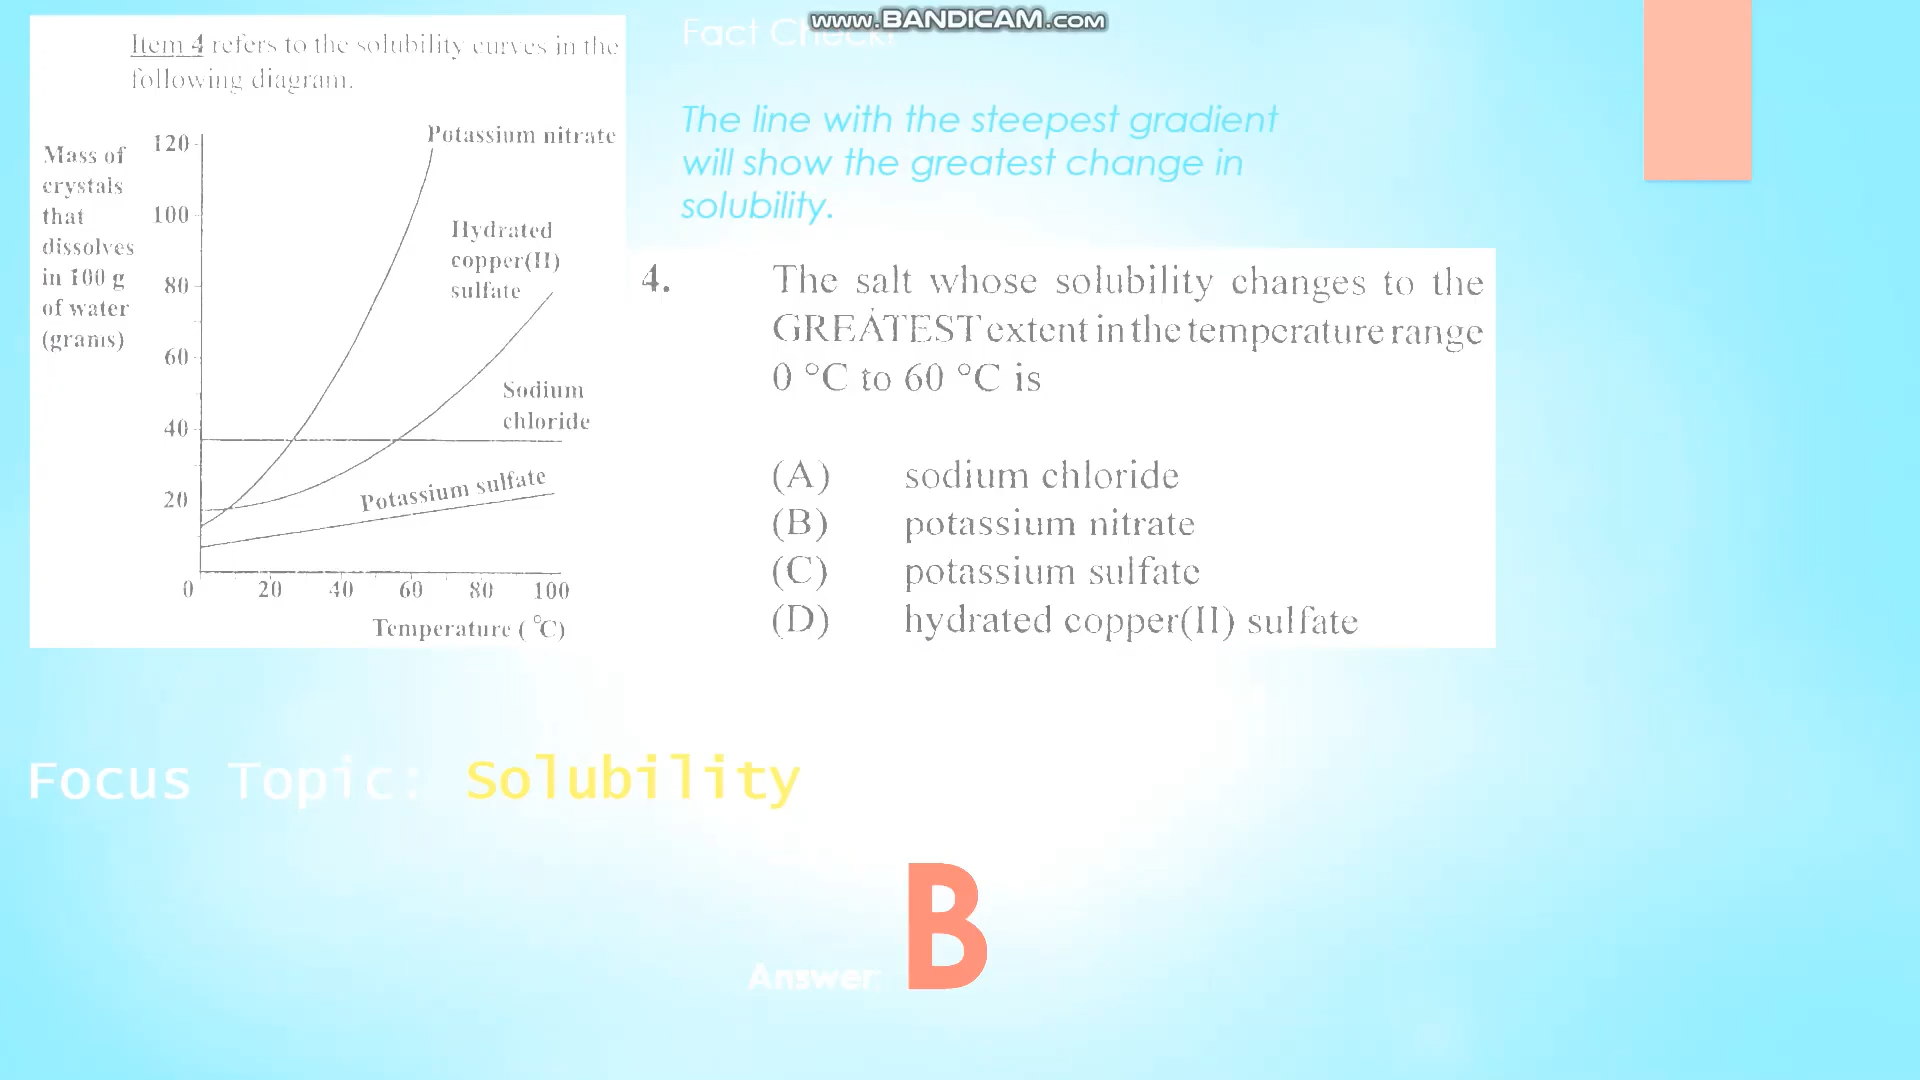 www.BANDICAM.com
Item 4 refers to the solubility curves in the
following diagram.
Mass of
crystals
that
dissolves
in 100 g
of water
(grams)
120
100
80
60
40
20
0
20
40
60
80
100
Temperature ( °C)
Potassium nitrate
Hydrated
copper(II)
sulfate
Sodium
chloride
Potassium sulfate
Fact Check!
The line with the steepest gradient
will show the greatest change in
solubility.
4. The salt whose solubility changes to the
GREATEST extent in the temperature range
0 °C to 60 °C is
(A) sodium chloride
(B) potassium nitrate
(C) potassium sulfate
(D) hydrated copper(II) sulfate
Focus Topic: Solubility
Answer: B